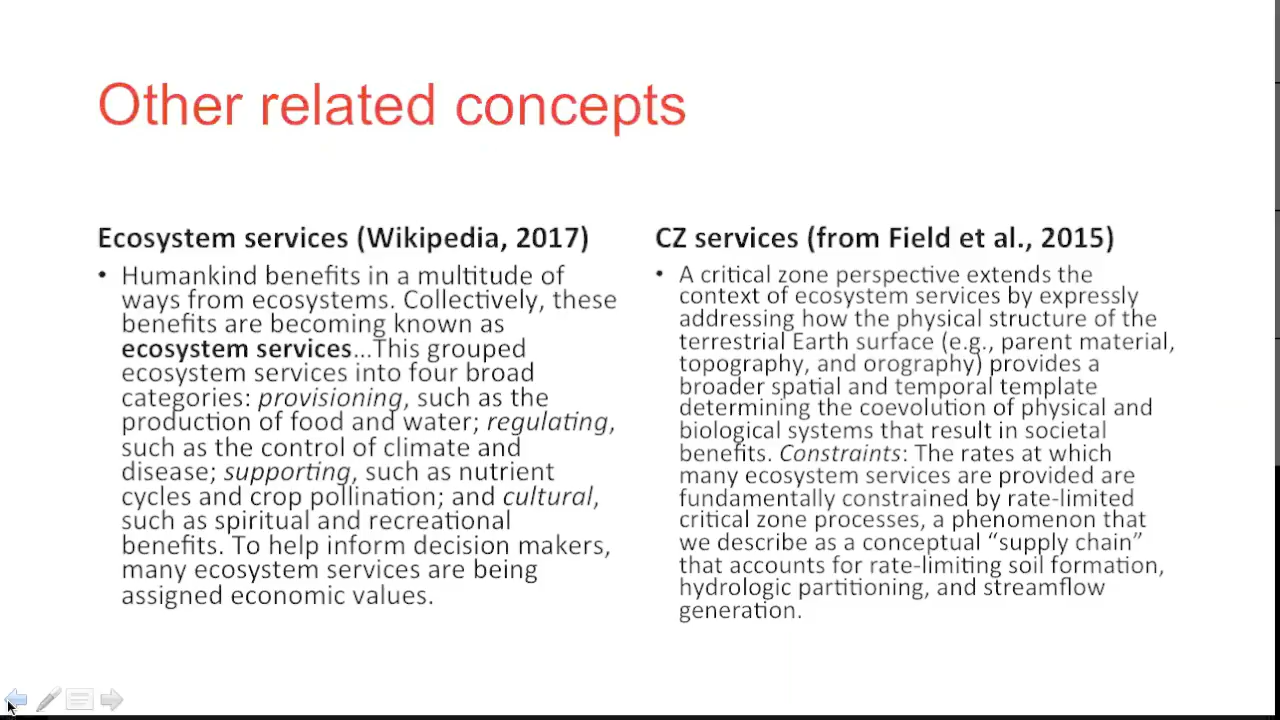 Other related concepts
Ecosystem services (Wikipedia, 2017)
• Humankind benefits in a multitude of
ways from ecosystems. Collectively, these
benefits are becoming known as
ecosystem services...This grouped
ecosystem services into four broad
categories: provisioning, such as the
production of food and water; regulating,
such as the control of climate and
disease; supporting, such as nutrient
cycles and crop pollination; and cultural,
such as spiritual and recreational
benefits. To help inform decision makers,
many ecosystem services are being
assigned economic values.
CZ services (from Field et al., 2015)
• A critical zone perspective extends the
context of ecosystem services by expressly
addressing how the physical structure of the
terrestrial Earth surface (e.g., parent material,
topography, and orography) provides a
broader spatial and temporal template
determining the coevolution of physical and
biological systems that result in societal
benefits. Constraints: The rates at which
many ecosystem services are provided are
fundamentally constrained by rate-limited
critical zone processes, a phenomenon that
we describe as a conceptual “supply chain”
that accounts for rate-limiting soil formation,
hydrologic partitioning, and streamflow
generation.